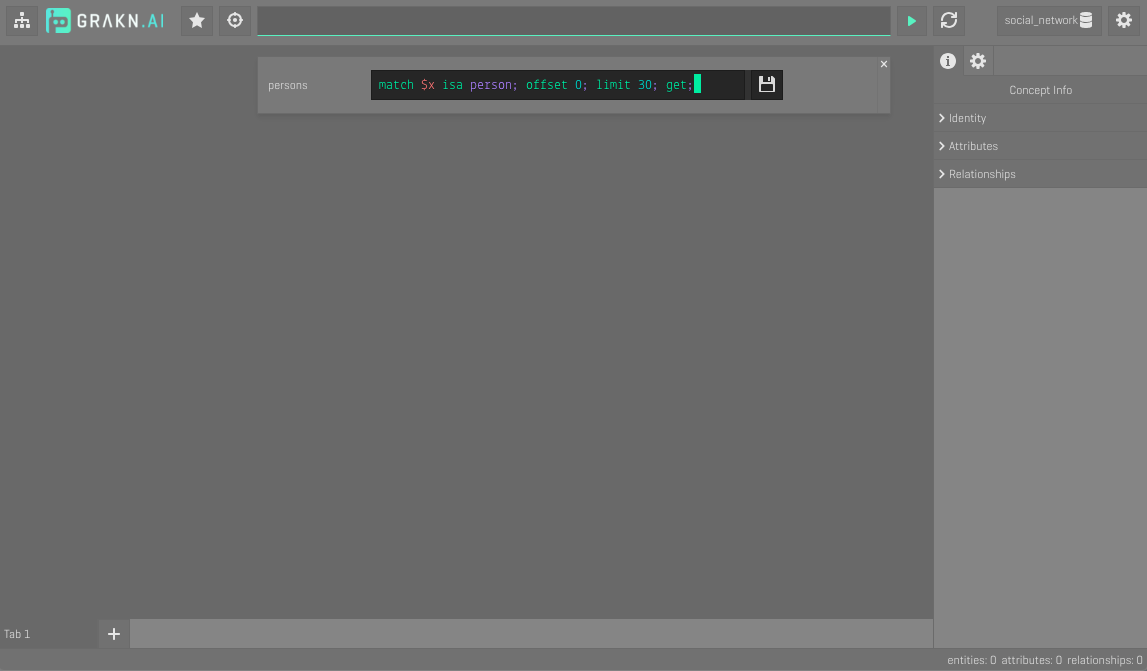 GRAKN.AI
social_network
persons
match $x isa person; offset 0; limit 30; get;
Concept Info
Identity
Attributes
Relationships
Tab 1
entities: 0 attributes: 0 relationships: 0